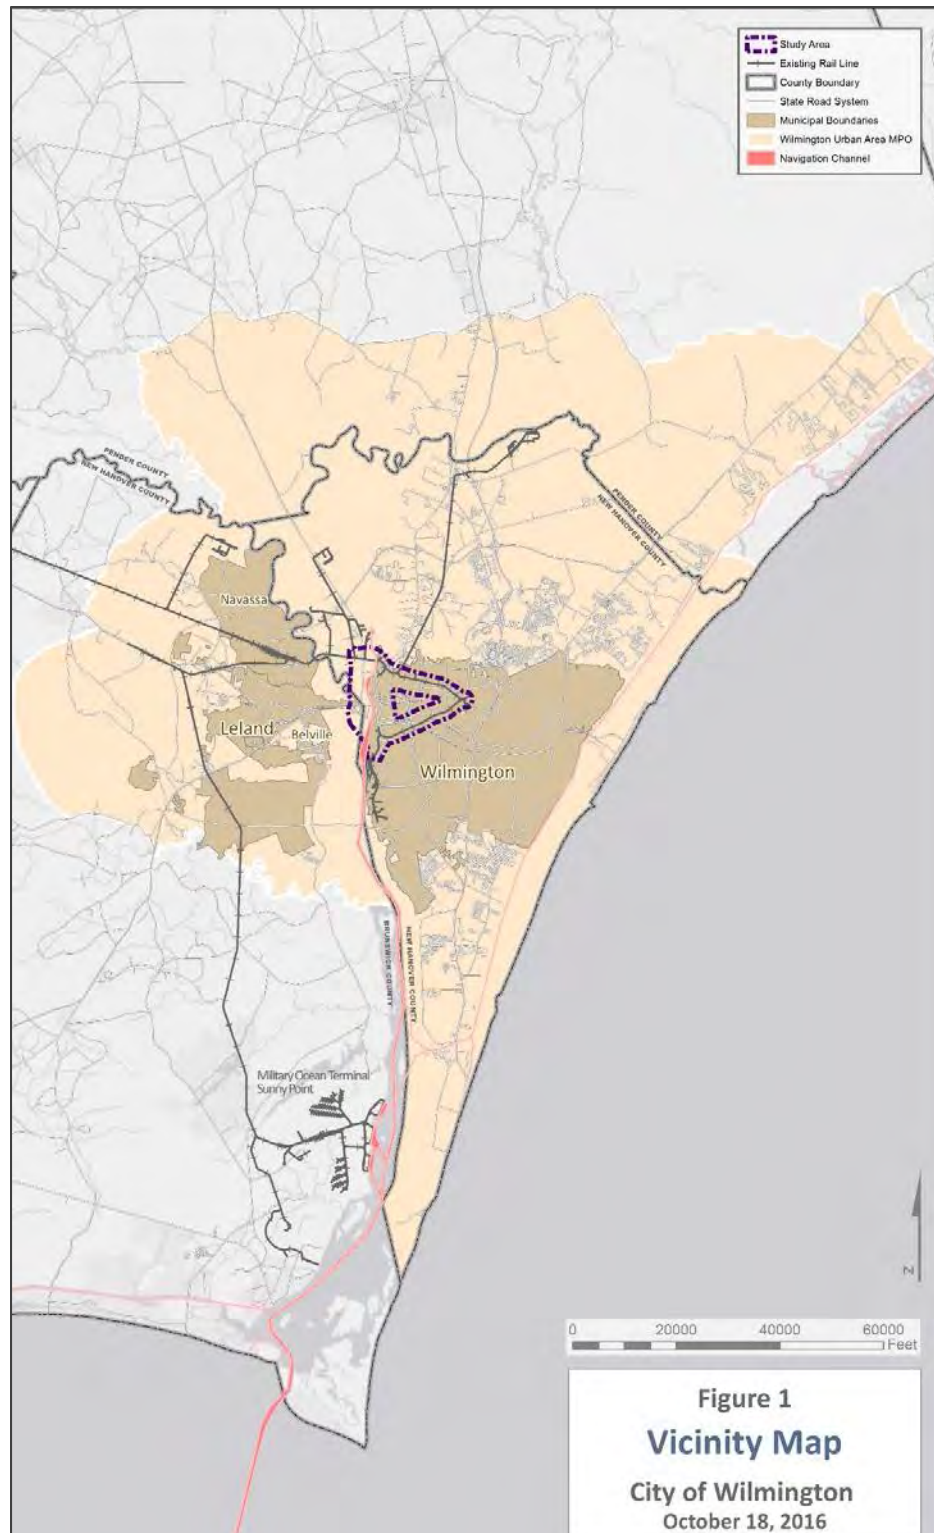 Study Area
Existing Rail Line
County Boundary
State Road System
Municipal Boundaries
Wilmington Urban Area MPO
Navigation Channel
PENDER COUNTY
NEW HANOVER COUNTY
PENDER COUNTY
NEW HANOVER COUNTY
Navassa
Leland
Belville
Wilmington
BRUNSWICK COUNTY
NEW HANOVER COUNTY
Military Ocean Terminal
Sunny Point
N
0 20000 40000 60000
Feet
Figure 1
Vicinity Map
City of Wilmington
October 18, 2016